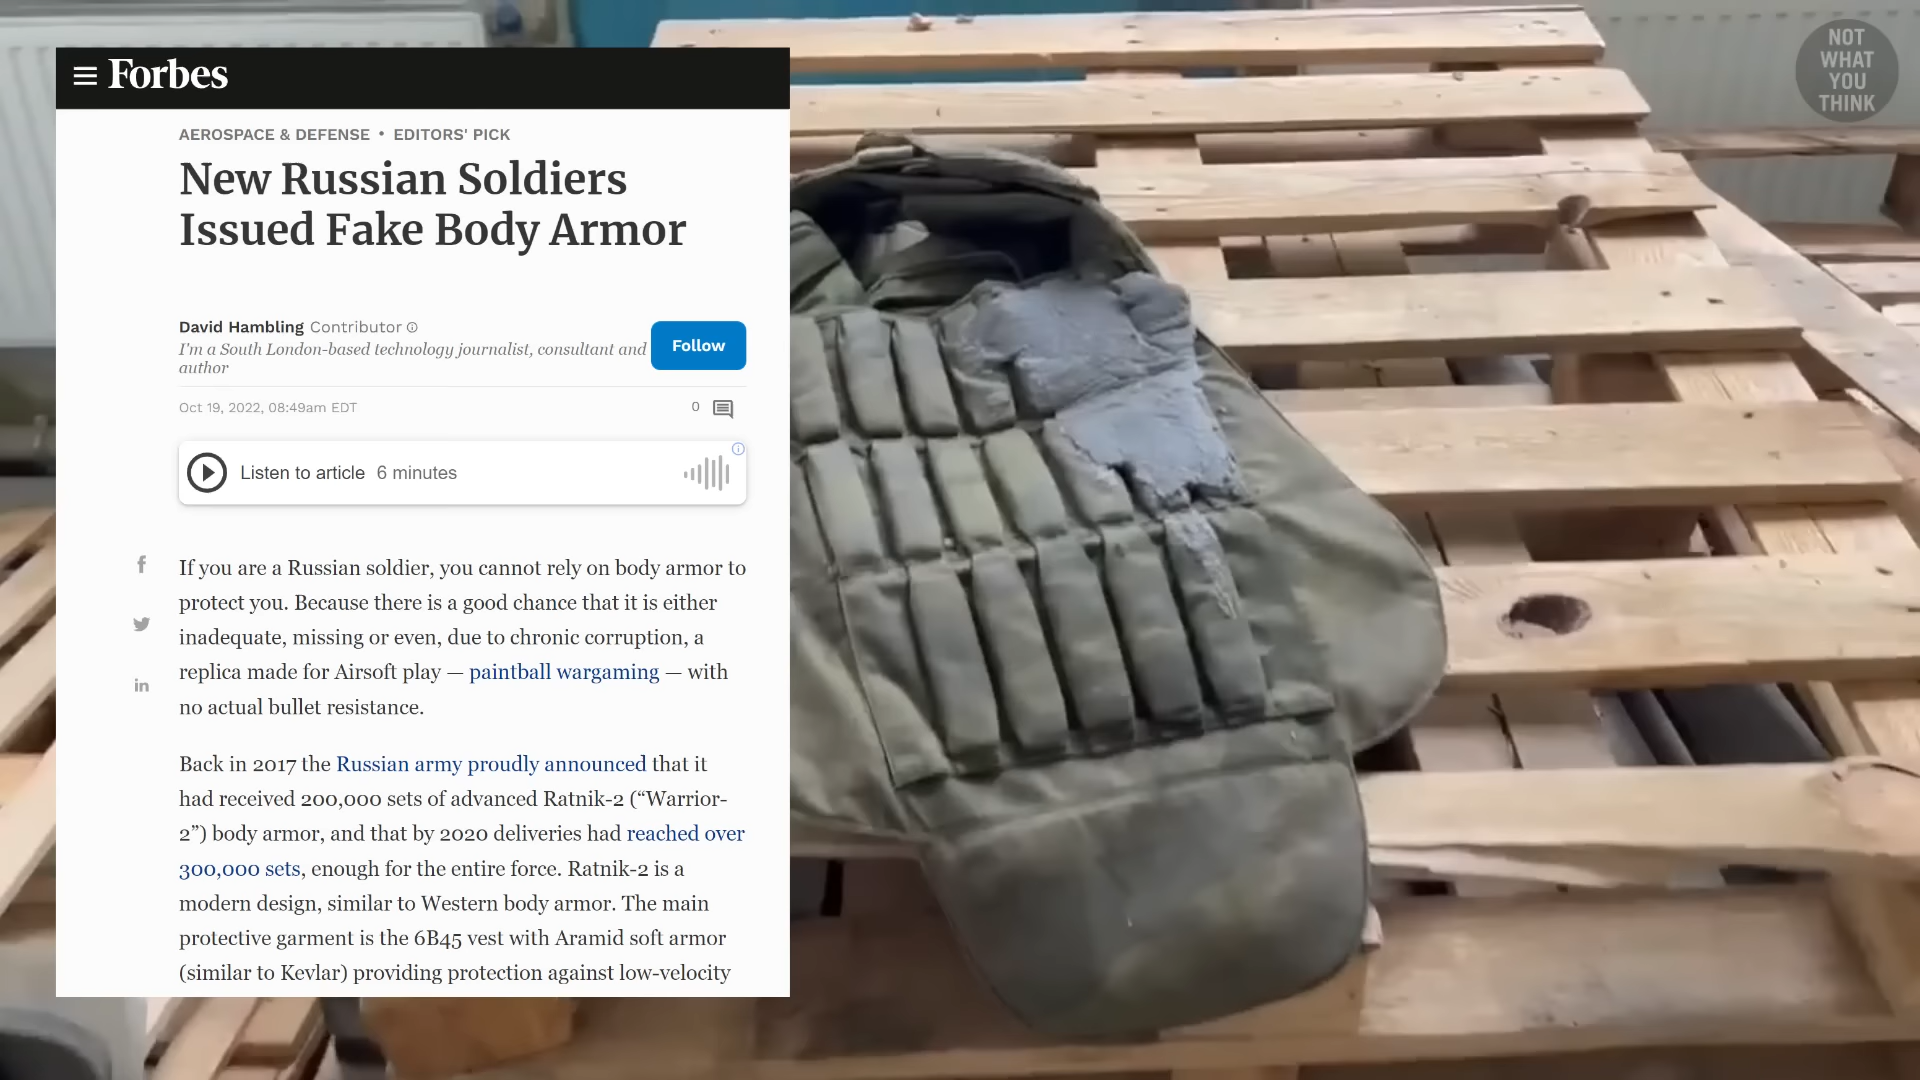 Forbes
AEROSPACE & DEFENSE • EDITORS' PICK
New Russian Soldiers
Issued Fake Body Armor
David Hambling Contributor
I'm a South London-based technology journalist, consultant and
author
Follow
Oct 19, 2022, 08:49am EDT
0
Listen to article 6 minutes
If you are a Russian soldier, you cannot rely on body armor to
protect you. Because there is a good chance that it is either
inadequate, missing or even, due to chronic corruption, a
replica made for Airsoft play — paintball wargaming — with
no actual bullet resistance.
Back in 2017 the Russian army proudly announced that it
had received 200,000 sets of advanced Ratnik-2 (“Warrior-
2”) body armor, and that by 2020 deliveries had reached over
300,000 sets, enough for the entire force. Ratnik-2 is a
modern design, similar to Western body armor. The main
protective garment is the 6B45 vest with Aramid soft armor
(similar to Kevlar) providing protection against low-velocity
NOT
WHAT
YOU
THINK